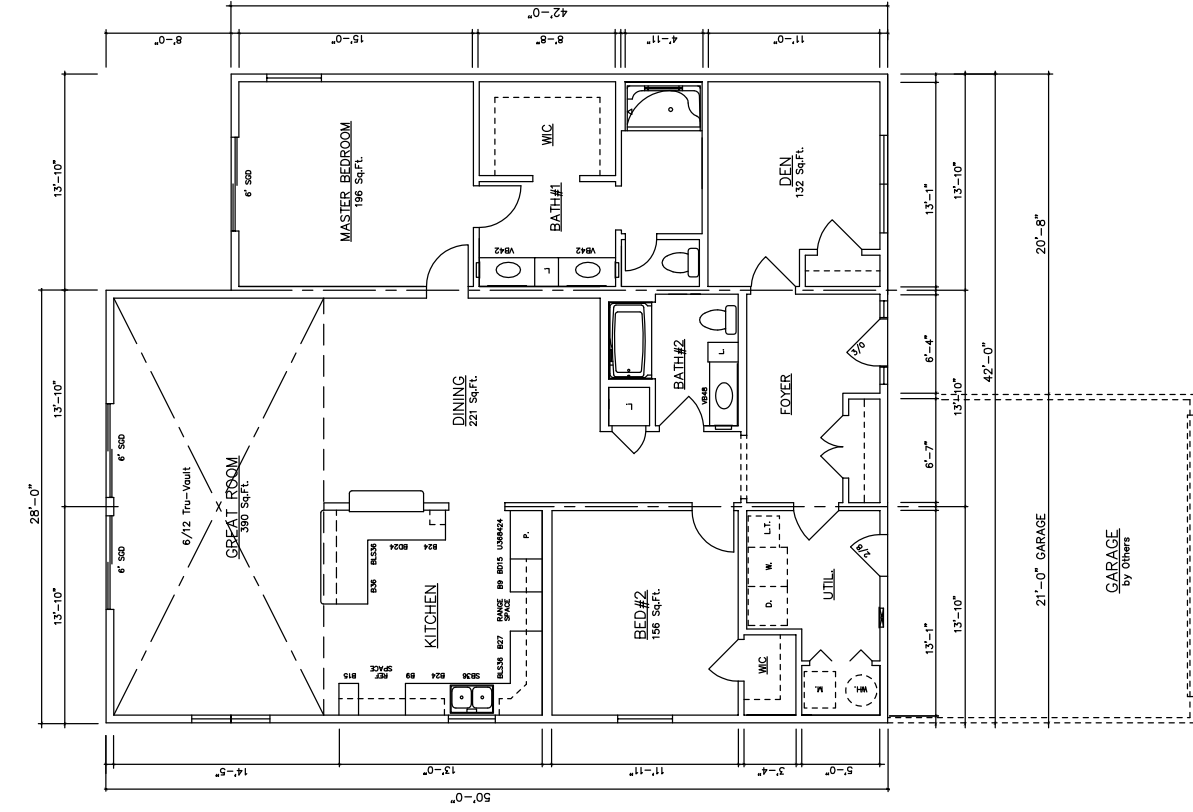 42'-0"
8'-0"
15'-0"
8'-8"
4'-11"
11'-0"
13'-10"
6' SGD
MASTER BEDROOM
196 Sq.Ft.
WIC
BATH#1
VB42
VB42
L
DEN
132 Sq.Ft.
13'-1"
13'-10"
20'-8"
28'-0"
13'-10"
6' SGD
6/12 Tru-Vault
GREAT ROOM
390 Sq.Ft.
X
6' SGD
DINING
221 Sq.Ft.
BATH#2
L
L
VB48
FOYER
3/0
6'-4"
13'-10"
42'-0"
6'-7"
13'-10"
BLS36
BD24
B24
B36
KITCHEN
U368424
BD15
B9
P.
RANGE
SPACE
B27
BLS36
REF
SPACE
B15
B9
B24
SB36
BED#2
156 Sq.Ft.
WIC
L.T.
W.
D.
UTIL.
2/8
M.
WH.
13'-1"
13'-10"
21'-0" GARAGE
GARAGE
by Others
14'-5"
13'-0"
11'-11"
3'-4"
5'-0"
50'-0"